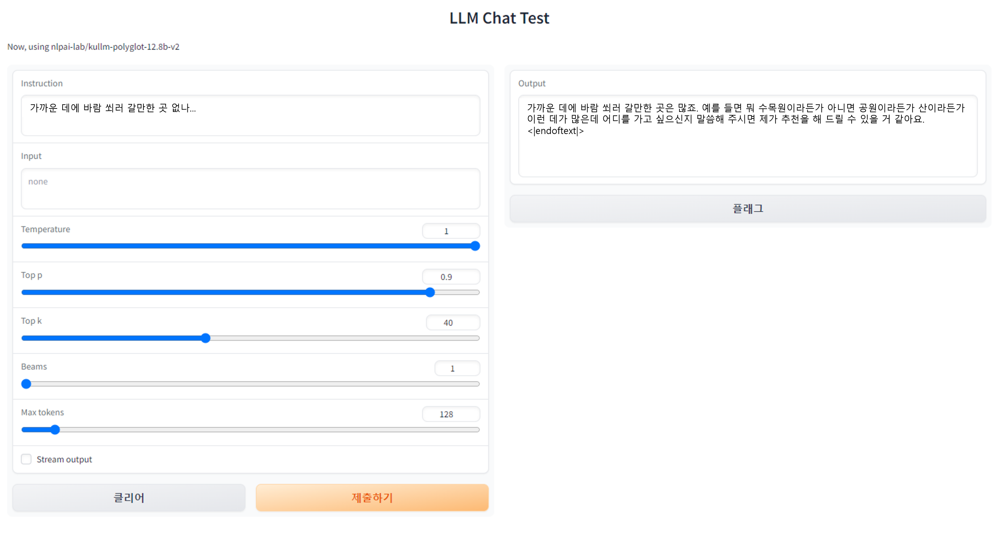 LLM Chat Test
Now, using nlpai-lab/kullm-polyglot-12.8b-v2
Instruction
가까운 데에 바람 쐬러 갈만한 곳 없나...
Input
none
Temperature
1
Top p
0.9
Top k
40
Beams
1
Max tokens
128
Stream output
클리어
제출하기
Output
가까운 데에 바람 쐬러 갈만한 곳은 많죠. 예를 들면 뭐 수목원이라든가 아니면 공원이라든가 산이라든가
이런 데가 많은데 어디를 가고 싶으신지 말씀해 주시면 제가 추천을 해 드릴 수 있을 거 같아요.
<|endoftext|>
플래그